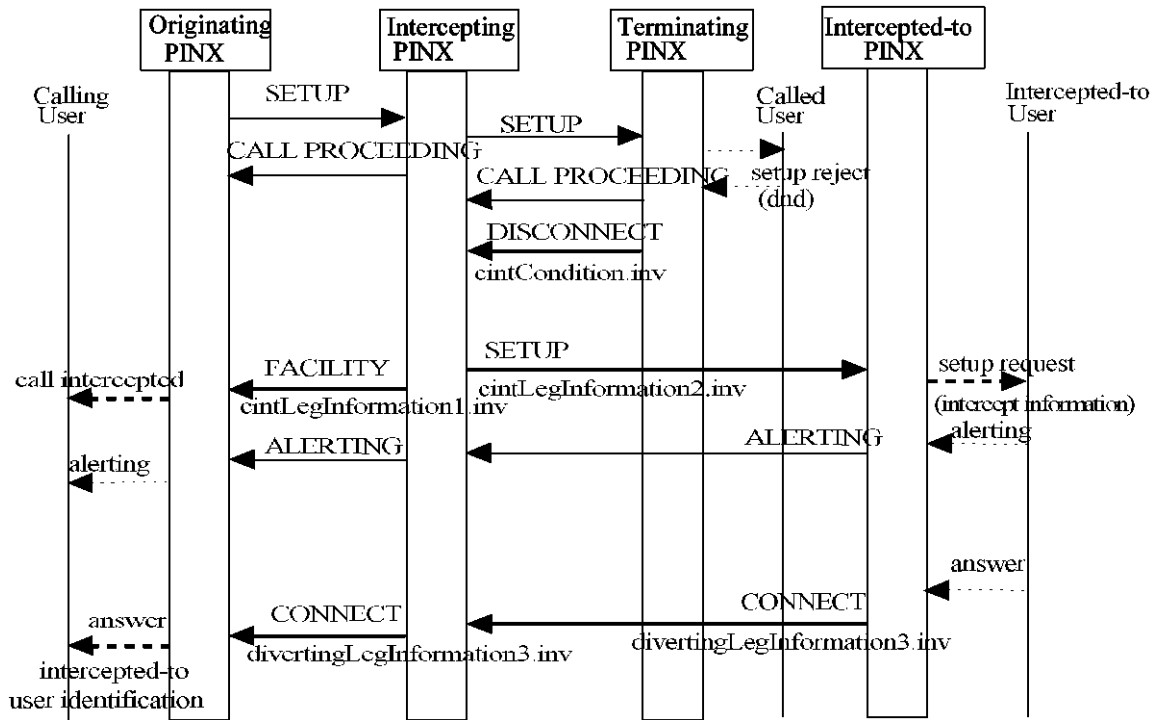 Originating
PINX
Intercepting
PINX
Terminating
PINX
Intercepted-to
PINX
Calling
User
SETUP
Called
User
Intercepted-to
User
SETUP
CALL PROCEEDING
CALL PROCEEDING
setup reject
(dnd)
DISCONNECT
cintCondition.inv
SETUP
FACILITY
setup request
call intercepted
cintLegInformation2.inv
cintLegInformation1.inv
(intercept information)
ALERTING
alerting
ALERTING
alerting
answer
CONNECT
CONNECT
answer
divertingLegInformation3.inv
divertingLegInformation3.inv
intercepted-to
user identification